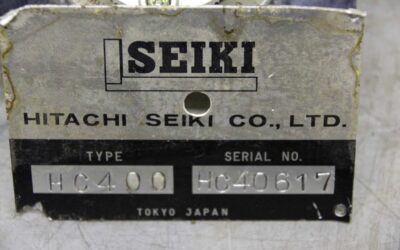 SEIKI
HITACHI SEIKI CO., LTD.
TYPE SERIAL NO.
HC400 HC40617
TOKYO JAPAN